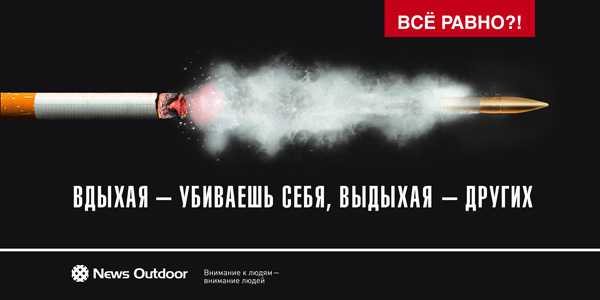 ВСЁ РАВНО?!
ВДЫХАЯ – УБИВАЕШЬ СЕБЯ, ВЫДЫХАЯ – ДРУГИХ
News Outdoor
Внимание к людям –
внимание людей